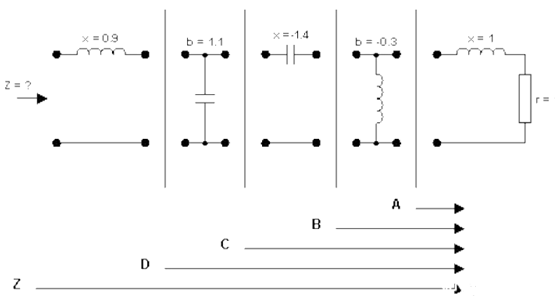 x = 0.9
b = 1.1
x = -1.4
b = -0.3
x = 1
Z = ?
r =
A
B
C
D
Z